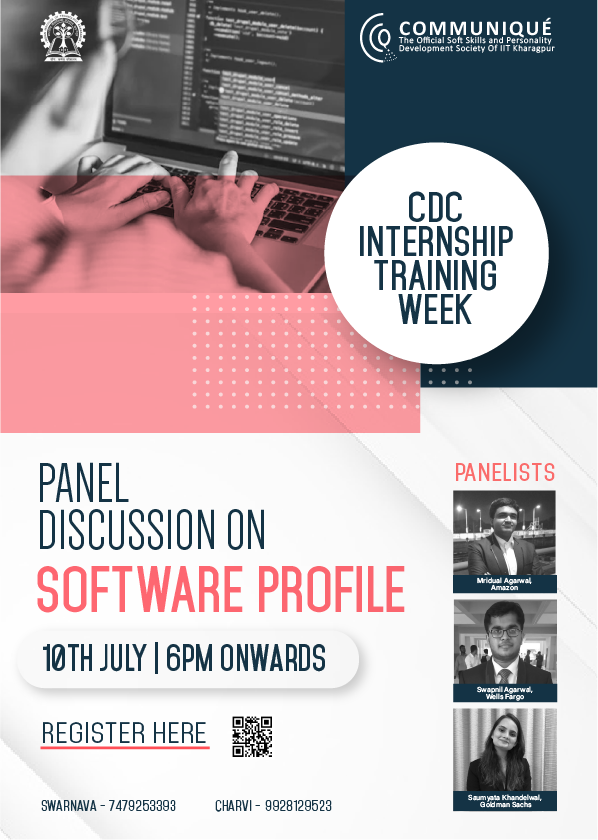 COMMUNIQUÉ
The Official Soft Skills and Personality
Development Society Of IIT Kharagpur
CDC
INTERNSHIP
TRAINING
WEEK
PANEL
DISCUSSION ON
SOFTWARE PROFILE
10TH JULY | 6PM ONWARDS
REGISTER HERE
SWARNAVA - 7479253393
CHARVI - 9928129523
PANELISTS
Mridual Agarwal,
Amazon
Swapnil Agarwal,
Wells Fargo
Saumyata Khandelwal,
Goldman Sachs